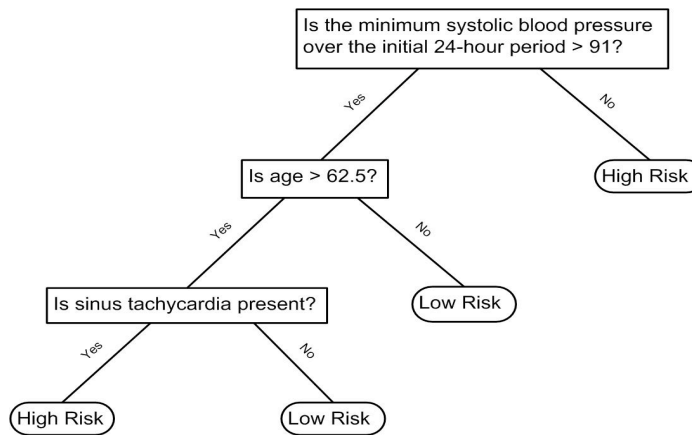 Is the minimum systolic blood pressure
over the initial 24-hour period > 91?
Yes
No
Is age > 62.5?
High Risk
Yes
No
Is sinus tachycardia present?
Low Risk
Yes
No
High Risk
Low Risk